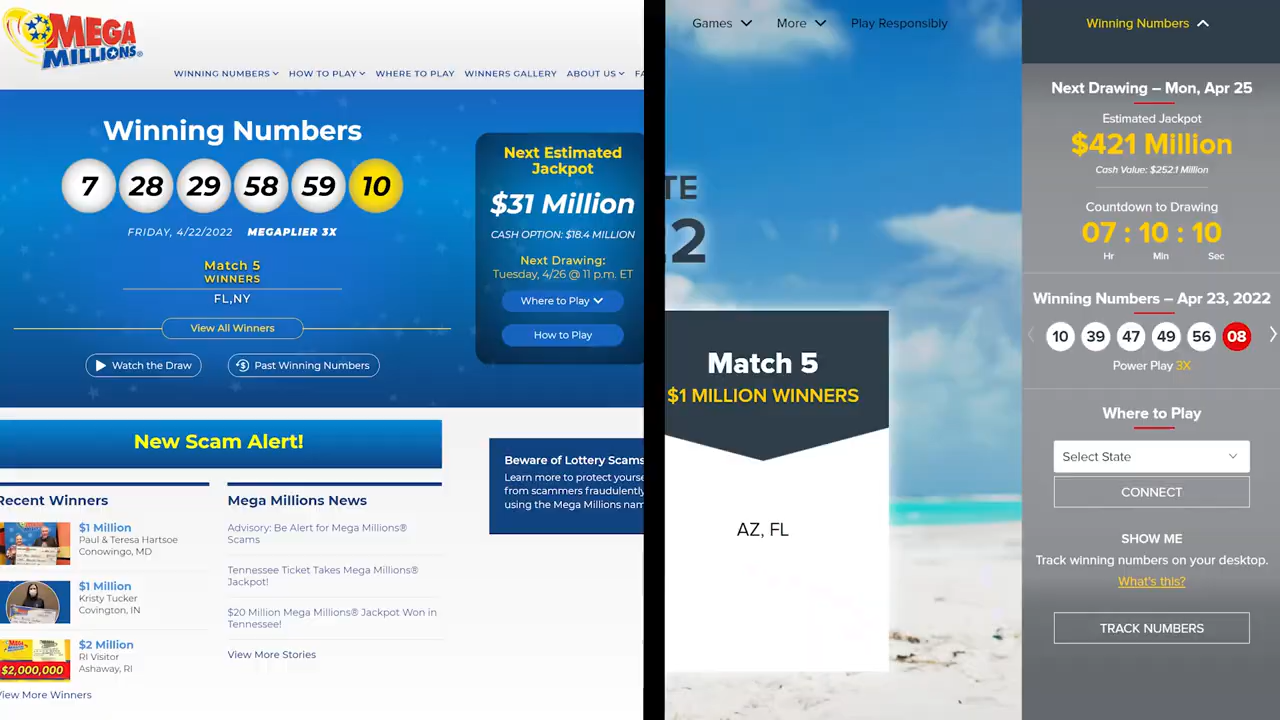 MEGA
MILLIONS
WINNING NUMBERS
HOW TO PLAY
WHERE TO PLAY
WINNERS GALLERY
ABOUT US
FA
Winning Numbers
7 28 29 58 59 10
FRIDAY, 4/22/2022 MEGAPLIER 3X
Match 5
WINNERS
FL,NY
View All Winners
Watch the Draw
Past Winning Numbers
Next Estimated
Jackpot
$31 Million
CASH OPTION: $18.4 MILLION
Next Drawing:
Tuesday, 4/26 @ 11 p.m. ET
Where to Play
How to Play
New Scam Alert!
Beware of Lottery Scams
Learn more to protect yourse
from scammers fraudulently
using the Mega Millions nam
Recent Winners
$1 Million
Paul & Teresa Hartsoe
Conowingo, MD
$1 Million
Kristy Tucker
Covington, IN
$2 Million
RI Visitor
Ashaway, RI
$2,000,000
View More Winners
Mega Millions News
Advisory: Be Alert for Mega Millions®
Scams
Tennessee Ticket Takes Mega Millions®
Jackpot!
$20 Million Mega Millions® Jackpot Won in
Tennessee!
View More Stories
Games
More
Play Responsibly
TE
2
Match 5
$1 MILLION WINNERS
AZ, FL
Winning Numbers
Next Drawing – Mon, Apr 25
Estimated Jackpot
$421 Million
Cash Value: $252.1 Million
Countdown to Drawing
07 : 10 : 10
Hr Min Sec
Winning Numbers – Apr 23, 2022
10 39 47 49 56 08
Power Play 3X
Where to Play
Select State
CONNECT
SHOW ME
Track winning numbers on your desktop.
What's this?
TRACK NUMBERS